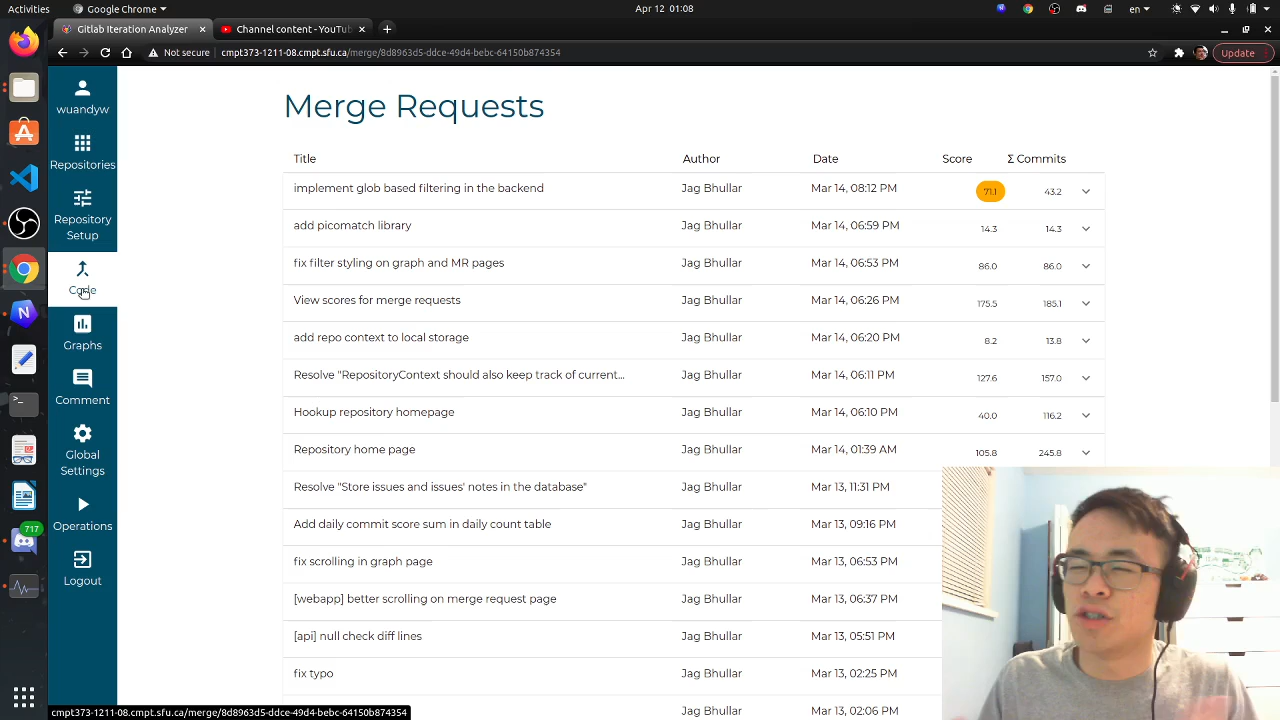 Activities
Google Chrome
Apr 12 01:08
en
Gitlab Iteration Analyzer
Channel content - YouTu
Not secure
cmpt373-1211-08.cmpt.sfu.ca/merge/8d8963d5-ddce-49d4-bebc-64150b874354
Update
wuandyw
Repositories
Repository
Setup
Code
Graphs
Comment
Global
Settings
Operations
Logout
717
Merge Requests
Title Author Date Score Σ Commits
implement glob based filtering in the backend Jag Bhullar Mar 14, 08:12 PM 71.1 43.2
add picomatch library Jag Bhullar Mar 14, 06:59 PM 14.3 14.3
fix filter styling on graph and MR pages Jag Bhullar Mar 14, 06:53 PM 86.0 86.0
View scores for merge requests Jag Bhullar Mar 14, 06:26 PM 175.5 185.1
add repo context to local storage Jag Bhullar Mar 14, 06:20 PM 8.2 13.8
Resolve "RepositoryContext should also keep track of current... Jag Bhullar Mar 14, 06:11 PM 127.6 157.0
Hookup repository homepage Jag Bhullar Mar 14, 06:10 PM 40.0 116.2
Repository home page Jag Bhullar Mar 14, 01:39 AM 105.8 245.8
Resolve "Store issues and issues' notes in the database" Jag Bhullar Mar 13, 11:31 PM
Add daily commit score sum in daily count table Jag Bhullar Mar 13, 09:16 PM
fix scrolling in graph page Jag Bhullar Mar 13, 06:53 PM
[webapp] better scrolling on merge request page Jag Bhullar Mar 13, 06:37 PM
[api] null check diff lines Jag Bhullar Mar 13, 05:51 PM
fix typo Jag Bhullar Mar 13, 02:25 PM
Jag Bhullar Mar 13, 02:06 PM
cmpt373-1211-08.cmpt.sfu.ca/merge/8d8963d5-ddce-49d4-bebc-64150b874354